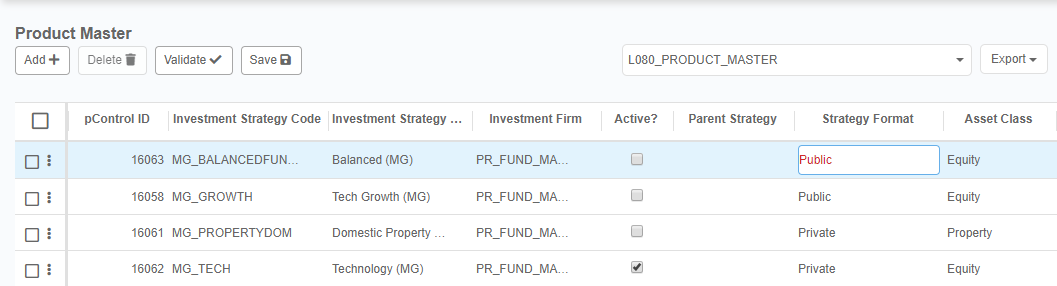 Product Master
Add Delete Validate Save L080_PRODUCT_MASTER Export
pControl ID Investment Strategy Code Investment Strategy ... Investment Firm Active? Parent Strategy Strategy Format Asset Class
16063 MG_BALANCEDFUN... Balanced (MG) PR_FUND_MA... Public Equity
16058 MG_GROWTH Tech Growth (MG) PR_FUND_MA... Public Equity
16061 MG_PROPERTYDOM Domestic Property ... PR_FUND_MA... Private Property
16062 MG_TECH Technology (MG) PR_FUND_MA... Private Equity